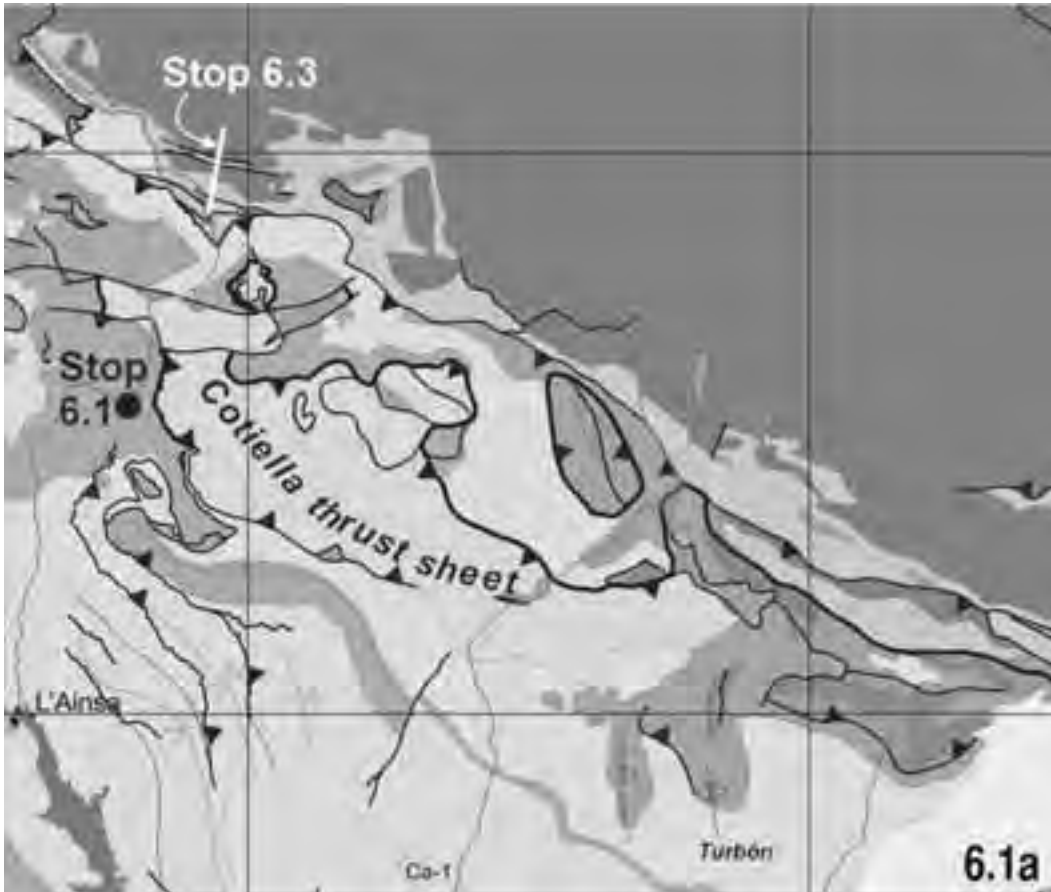 Stop 6.3
Stop
6.1
Cotiella thrust sheet
L'Ainsa
Ca-1
Turbón
6.1a